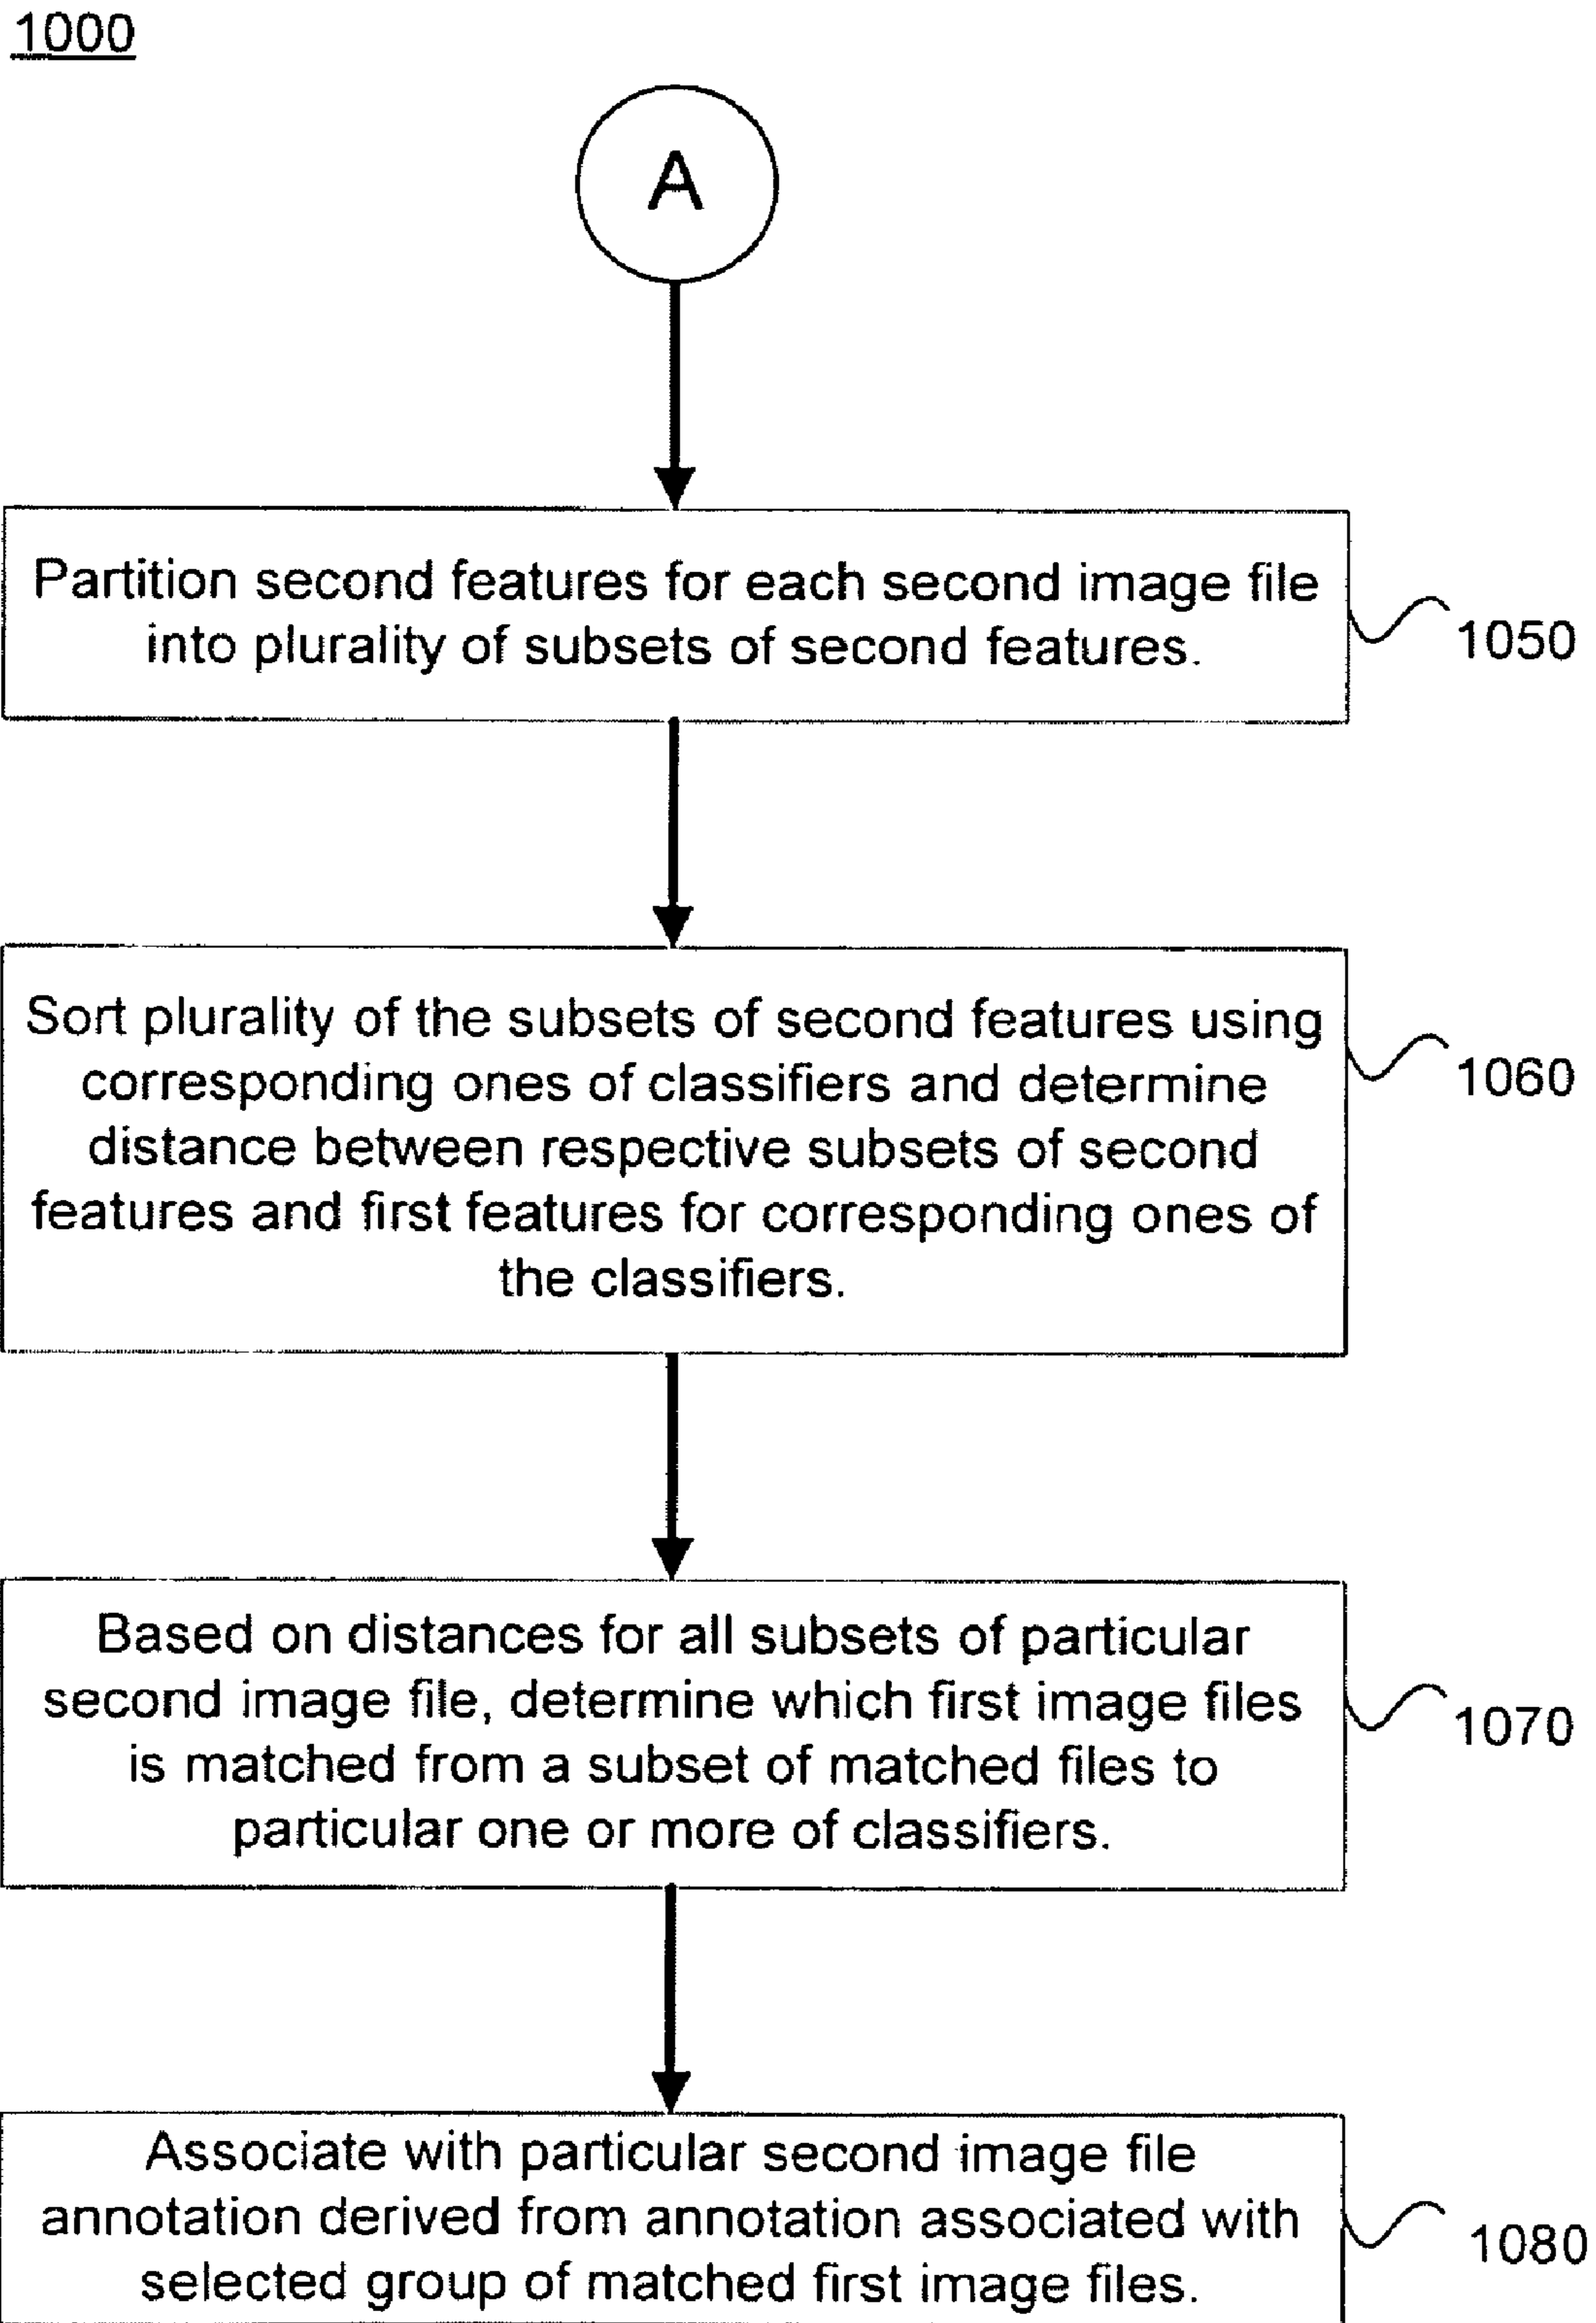 1000
A
Partition second features for each second image file
into plurality of subsets of second features.
1050
Sort plurality of the subsets of second features using
corresponding ones of classifiers and determine
distance between respective subsets of second
features and first features for corresponding ones of
the classifiers.
1060
Based on distances for all subsets of particular
second image file, determine which first image files
is matched from a subset of matched files to
particular one or more of classifiers.
1070
Associate with particular second image file
annotation derived from annotation associated with
selected group of matched first image files.
1080